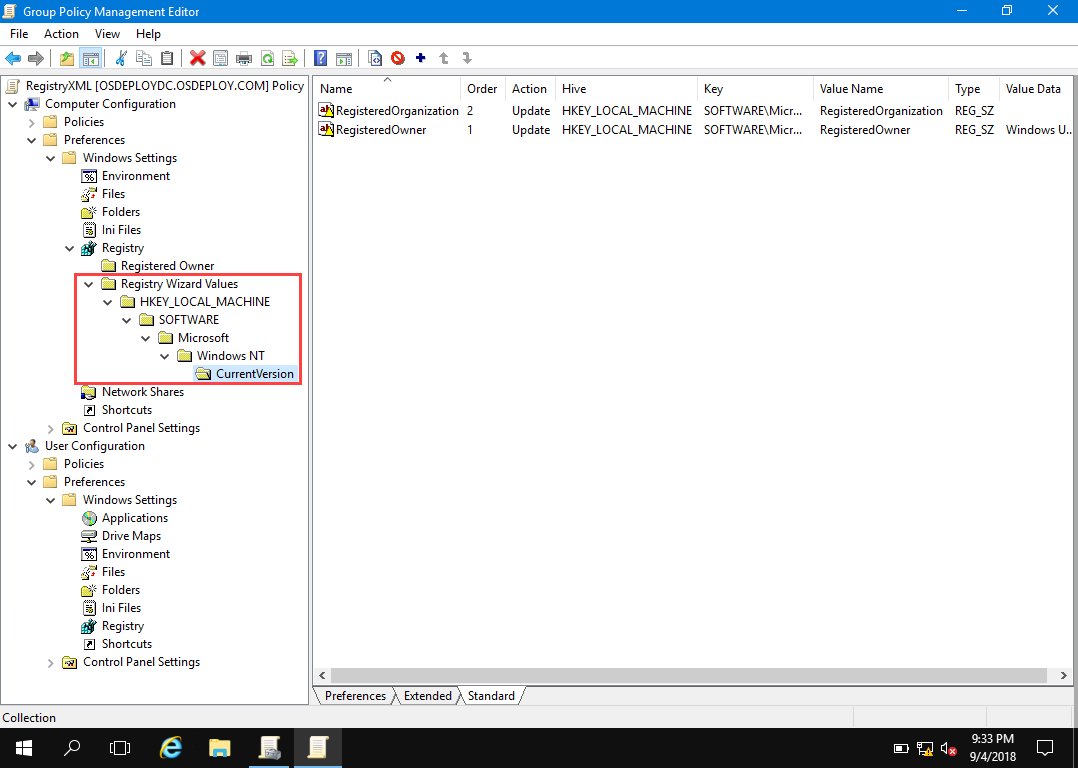 Group Policy Management Editor
File Action View Help
RegistryXML [OSDEPLOYDC.OSDEPLOY.COM] Policy
Computer Configuration
Policies
Preferences
Windows Settings
Environment
Files
Folders
Ini Files
Registry
Registered Owner
Registry Wizard Values
HKEY_LOCAL_MACHINE
SOFTWARE
Microsoft
Windows NT
CurrentVersion
Network Shares
Shortcuts
Control Panel Settings
User Configuration
Policies
Preferences
Windows Settings
Applications
Drive Maps
Environment
Files
Folders
Ini Files
Registry
Shortcuts
Control Panel Settings
Name Order Action Hive Key Value Name Type Value Data
RegisteredOrganization 2 Update HKEY_LOCAL_MACHINE SOFTWARE\Micr... RegisteredOrganization REG_SZ
RegisteredOwner 1 Update HKEY_LOCAL_MACHINE SOFTWARE\Micr... RegisteredOwner REG_SZ Windows U...
Preferences Extended Standard
Collection
9:33 PM
9/4/2018